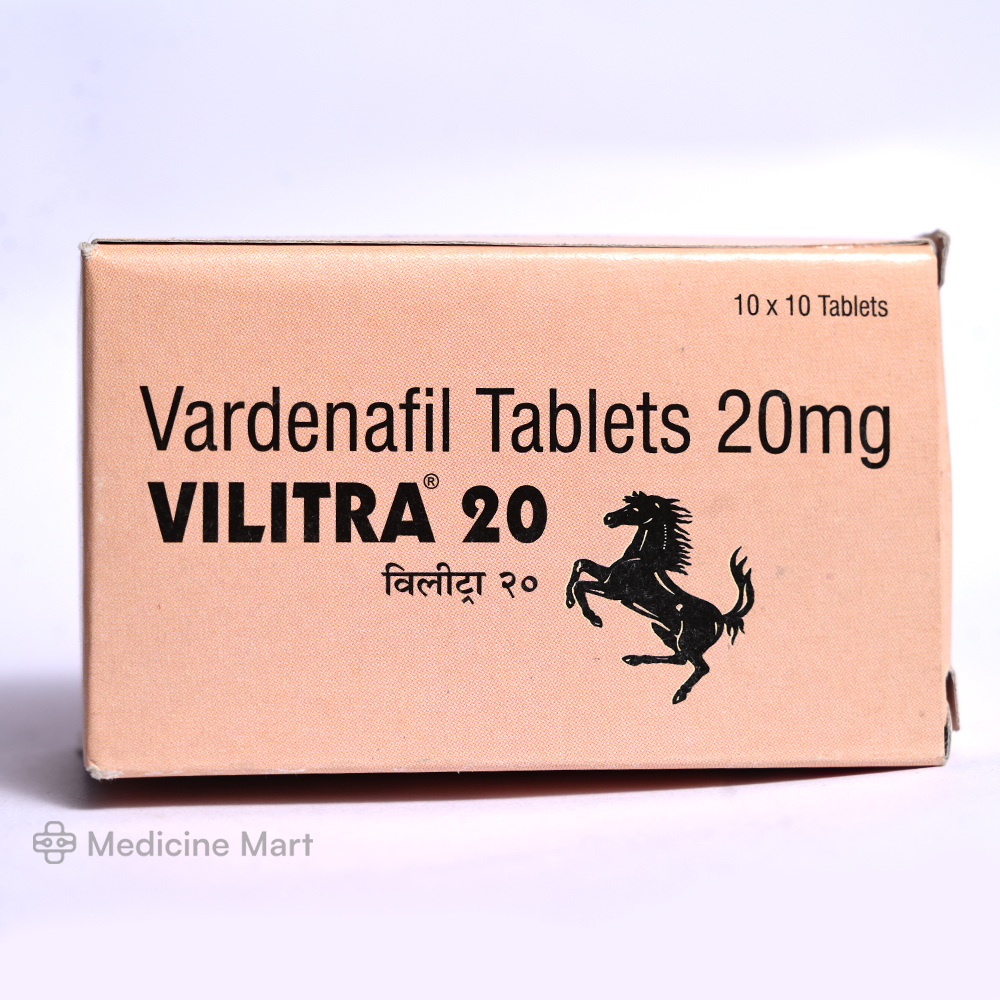 10 x 10 Tablets
Vardenafil Tablets 20mg
VILITRA® 20
विलीट्रा २०
Medicine Mart